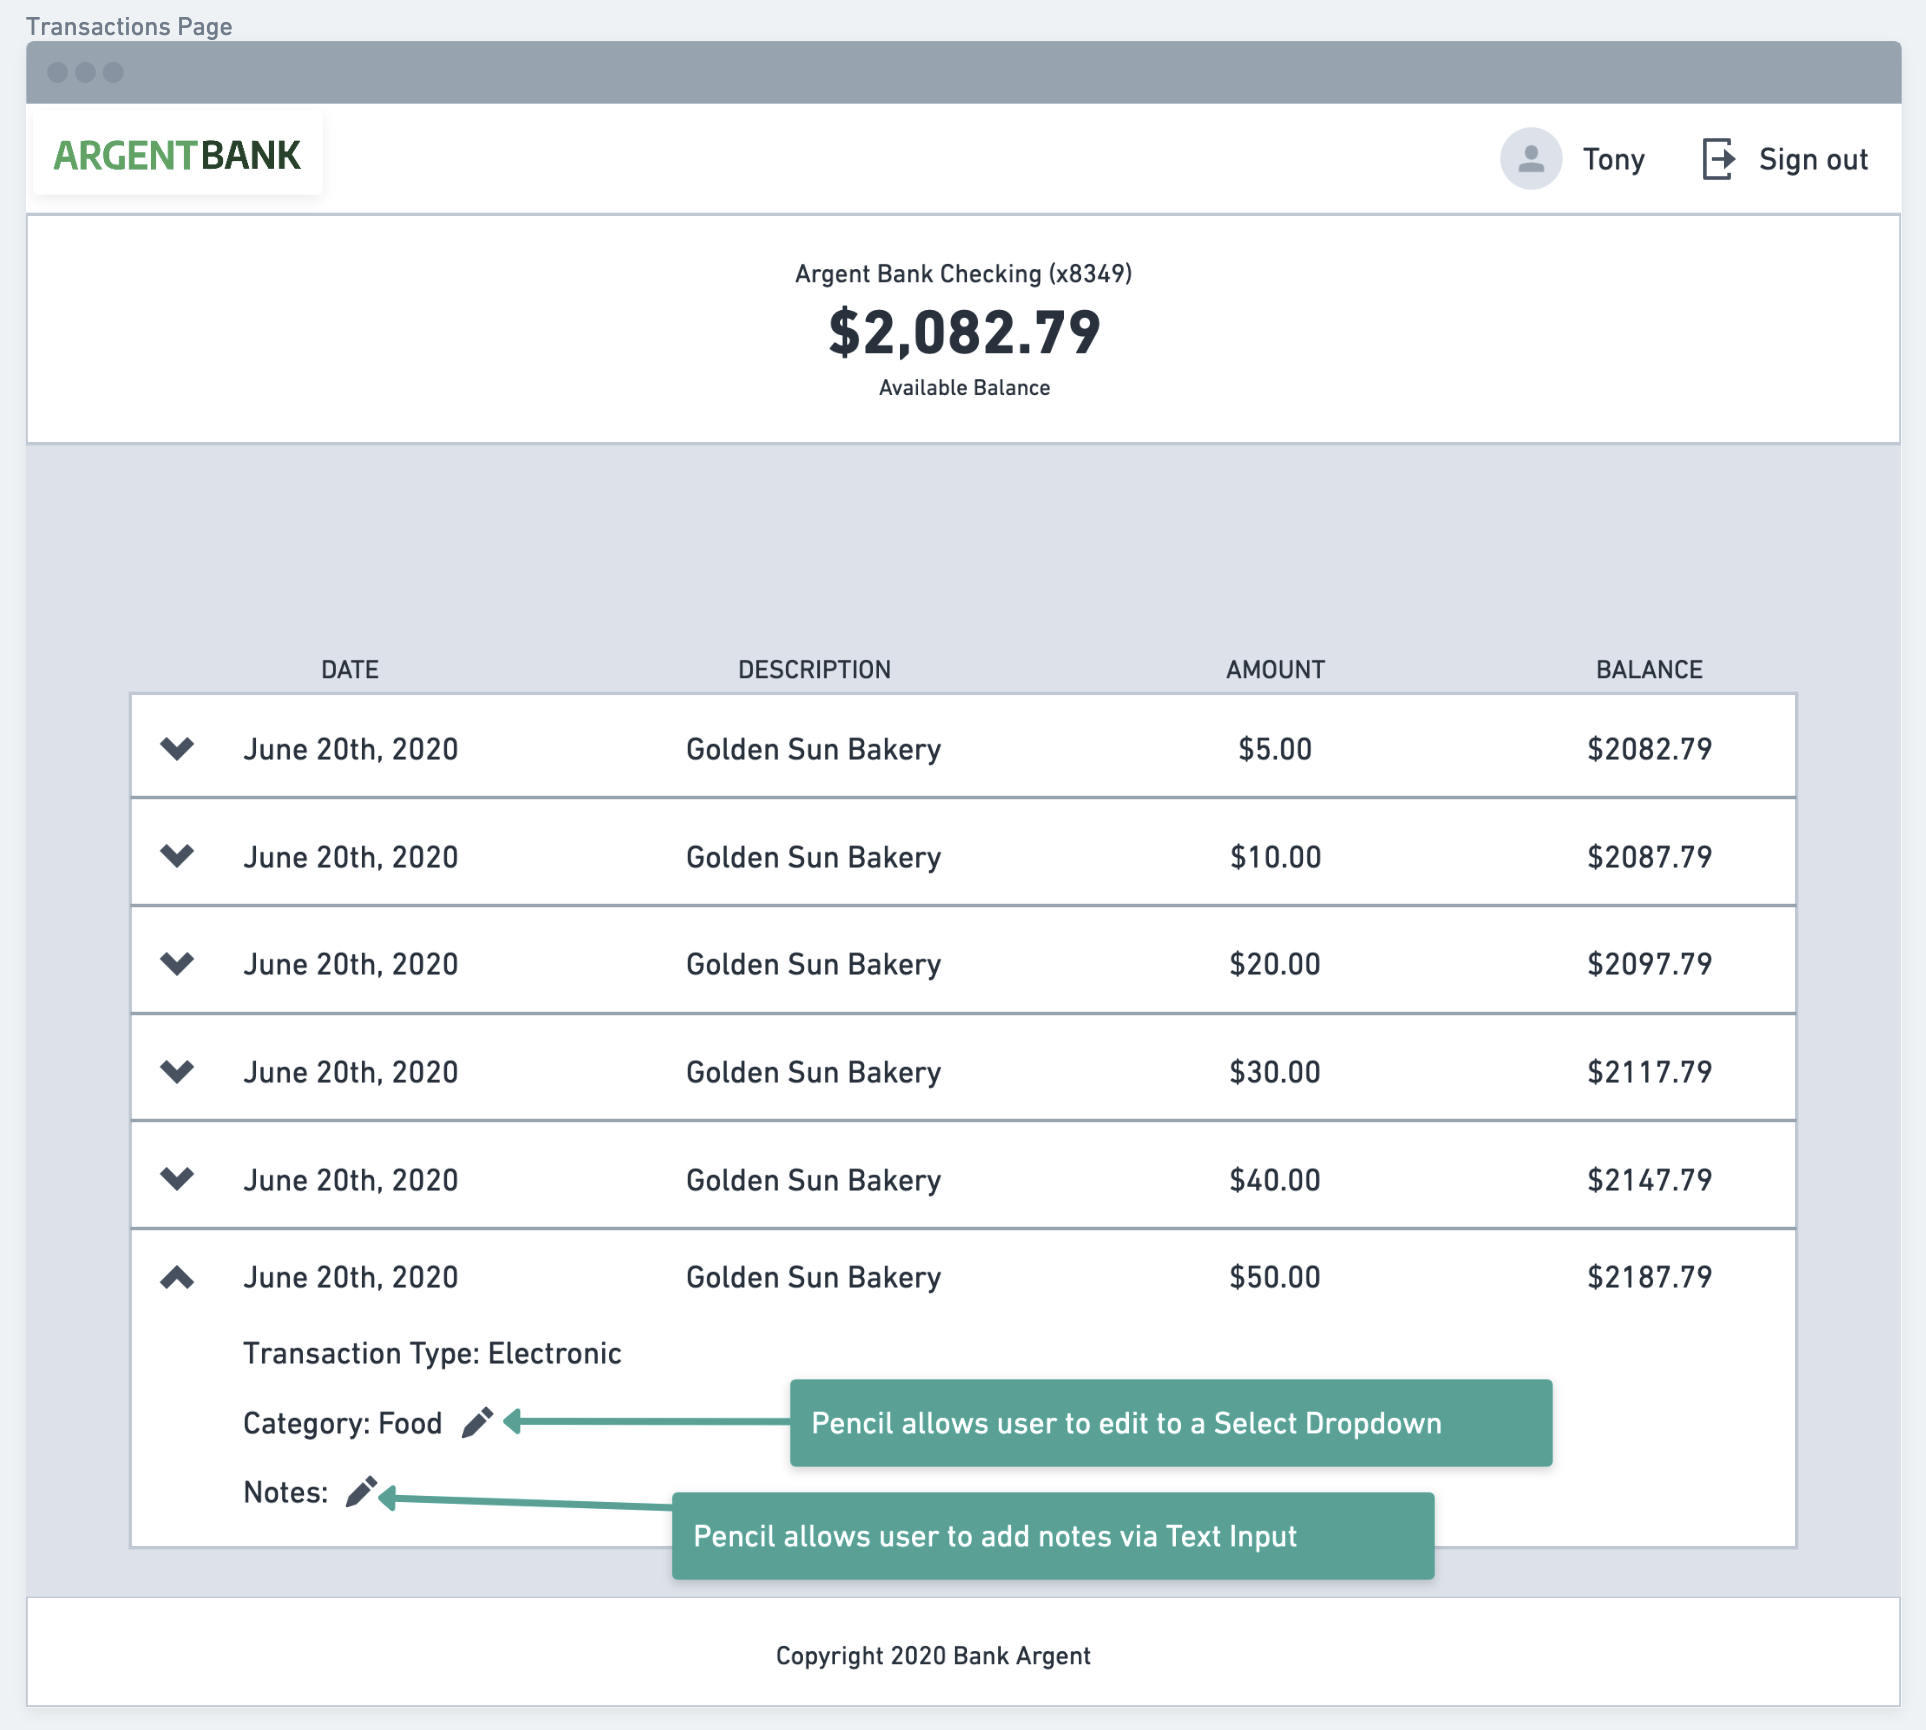 Transactions Page
ARGENTBANK
Tony Sign out
Argent Bank Checking (x8349)
$2,082.79
Available Balance
DATE DESCRIPTION AMOUNT BALANCE
June 20th, 2020 Golden Sun Bakery $5.00 $2082.79
June 20th, 2020 Golden Sun Bakery $10.00 $2087.79
June 20th, 2020 Golden Sun Bakery $20.00 $2097.79
June 20th, 2020 Golden Sun Bakery $30.00 $2117.79
June 20th, 2020 Golden Sun Bakery $40.00 $2147.79
June 20th, 2020 Golden Sun Bakery $50.00 $2187.79
Transaction Type: Electronic
Category: Food Pencil allows user to edit to a Select Dropdown
Notes:
Pencil allows user to add notes via Text Input
Copyright 2020 Bank Argent